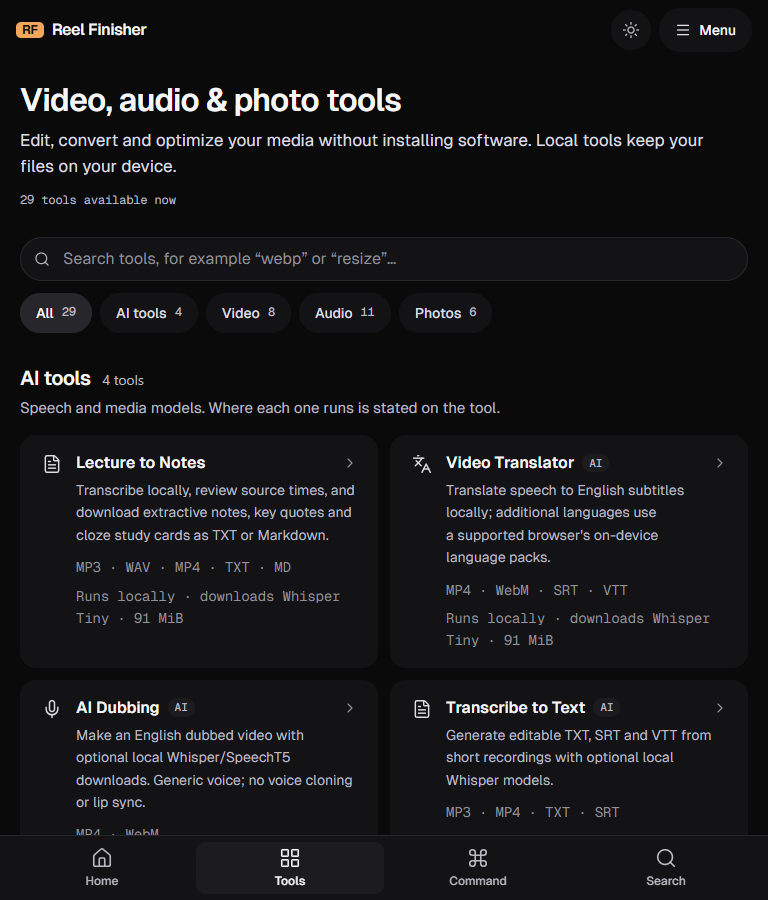 RF Reel Finisher
Menu
Video, audio & photo tools
Edit, convert and optimize your media without installing software. Local tools keep your
files on your device.
29 tools available now
Search tools, for example “webp” or “resize”…
All 29 AI tools 4 Video 8 Audio 11 Photos 6
AI tools 4 tools
Speech and media models. Where each one runs is stated on the tool.
Lecture to Notes
Transcribe locally, review source times, and
download extractive notes, key quotes and
cloze study cards as TXT or Markdown.
MP3 · WAV · MP4 · TXT · MD
Runs locally · downloads Whisper
Tiny · 91 MiB
Video Translator AI
Translate speech to English subtitles
locally; additional languages use
a supported browser's on-device
language packs.
MP4 · WebM · SRT · VTT
Runs locally · downloads Whisper
Tiny · 91 MiB
AI Dubbing AI
Make an English dubbed video with
optional local Whisper/SpeechT5
downloads. Generic voice; no voice cloning
or lip sync.
MP4 · WebM
Transcribe to Text AI
Generate editable TXT, SRT and VTT from
short recordings with optional local
Whisper models.
MP3 · MP4 · TXT · SRT
Home Tools Command Search